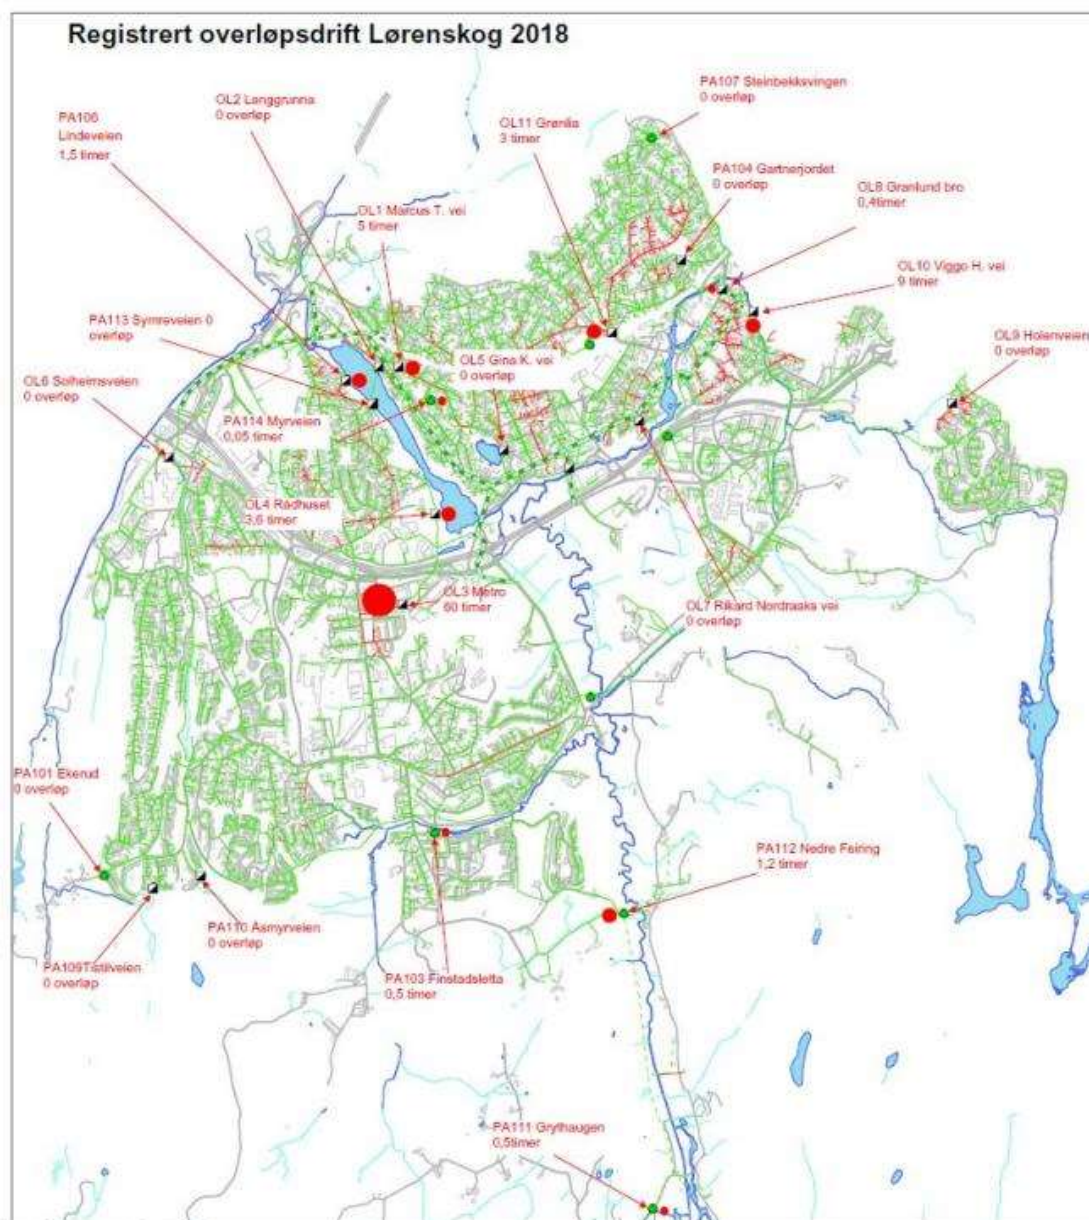 Registrert overløpsdrift Lørenskog 2018
PA107 Steinbekksvingen
0 overløp
OL2 Langgrunna
0 overløp
PA106
Lindeveien
1,5 timer
OL11 Grønlia
3 timer
PA104 Gartnerjordet
0 overløp
OL8 Granlund bro
0,4timer
OL1 Marcus T. vei
5 timer
OL10 Viggo H. vei
9 timer
PA113 Symreveien 0
overløp
OL5 Gina K. vei
0 overløp
OL9 Holenveien
0 overløp
OL6 Solheimsveien
0 overløp
PA114 Myrveien
0,05 timer
OL4 Rådhuset
3,6 timer
OL3 Metro
60 timer
OL7 Rikard Nordraaks vei
0 overløp
PA101 Ekerud
0 overløp
PA112 Nedre Feiring
1,2 timer
PA110 Åsmyrveien
0 overløp
PA109Tistilveien
0 overløp
PA103 Finstadsletta
0,5 timer
PA111 Grythaugen
0,5timer